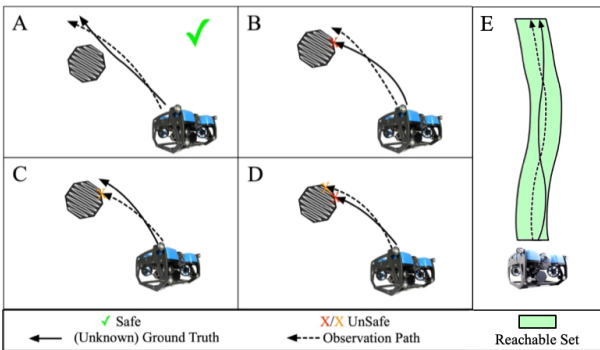 A
B
E
C
D
✓ Safe
X/X UnSafe
(Unknown) Ground Truth
Observation Path
Reachable Set